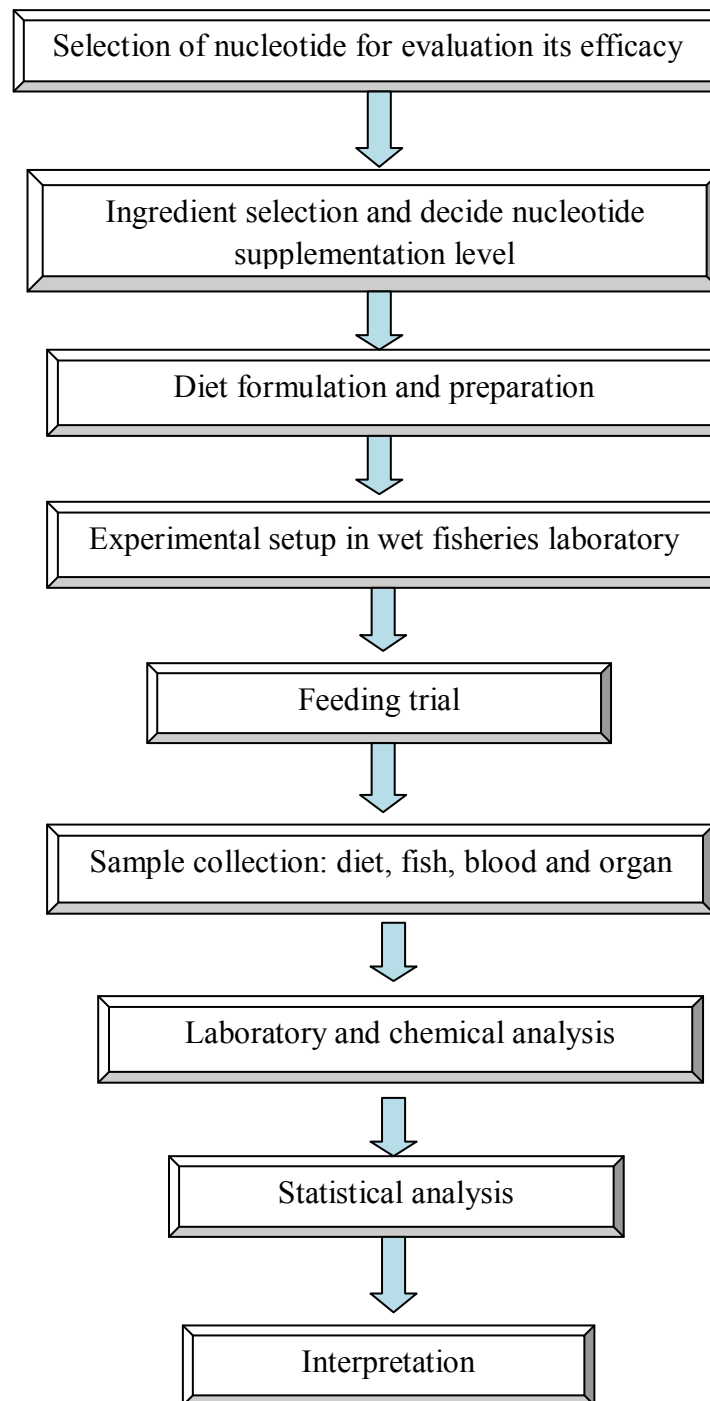 Selection of nucleotide for evaluation its efficacy
Ingredient selection and decide nucleotide
supplementation level
Diet formulation and preparation
Experimental setup in wet fisheries laboratory
Feeding trial
Sample collection: diet, fish, blood and organ
Laboratory and chemical analysis
Statistical analysis
Interpretation